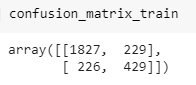 confusion_matrix_train
array([[1827,  229],
       [ 226,  429]])